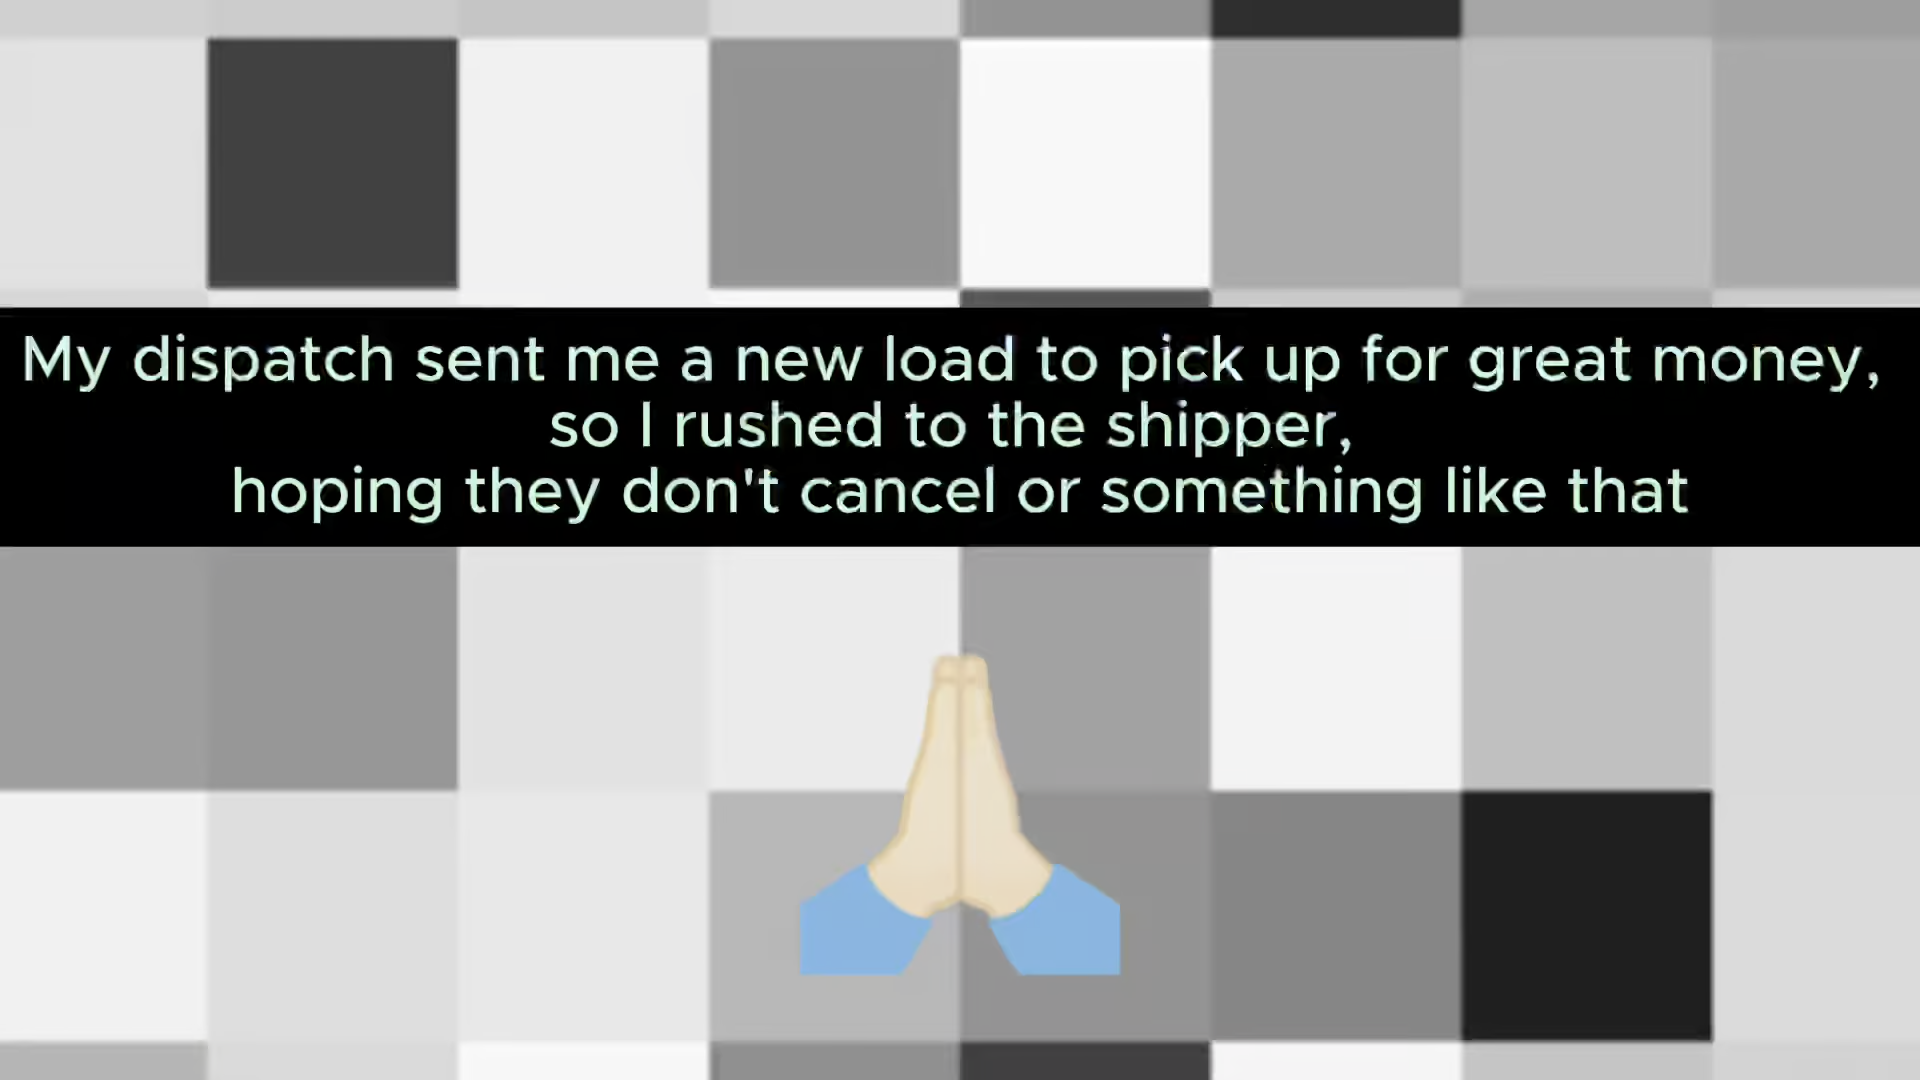 My dispatch sent me a new load to pick up for great money,
so I rushed to the shipper,
hoping they don't cancel or something like that